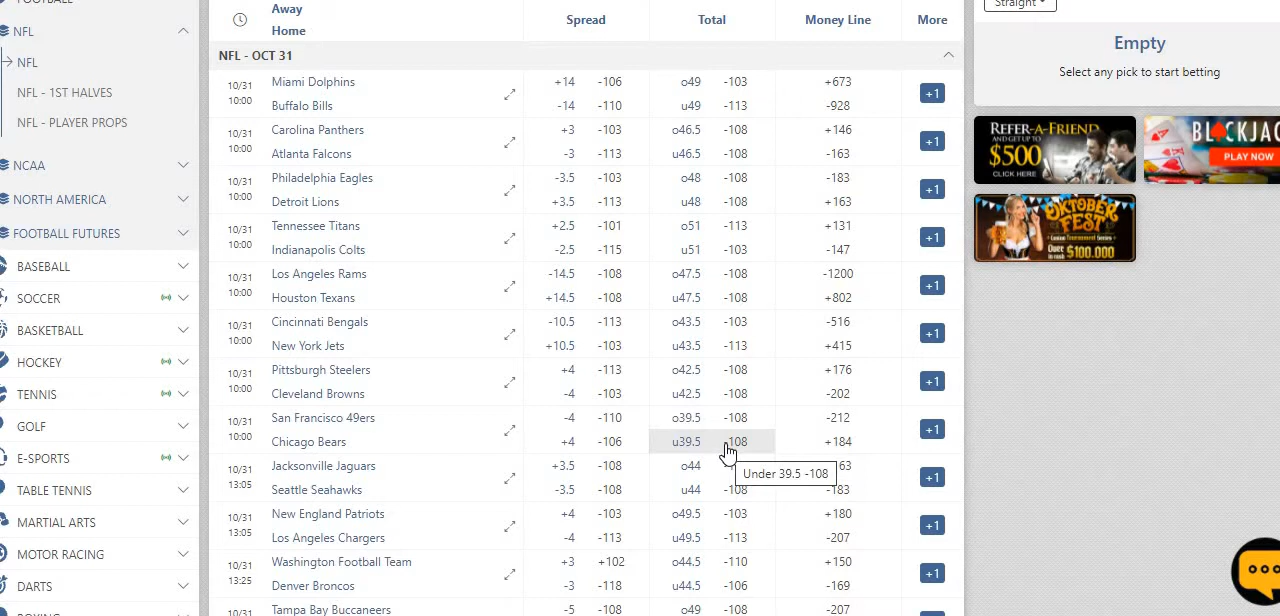 FOOTBALL
NFL
NFL
NFL - 1ST HALVES
NFL - PLAYER PROPS
NCAA
NORTH AMERICA
FOOTBALL FUTURES
BASEBALL
SOCCER
BASKETBALL
HOCKEY
TENNIS
GOLF
E-SPORTS
TABLE TENNIS
MARTIAL ARTS
MOTOR RACING
DARTS
Away
Home
Spread Total Money Line More
NFL - OCT 31
10/31 10:00
Miami Dolphins +14 -106 o49 -103 +673 +1
Buffalo Bills -14 -110 u49 -113 -928
10/31 10:00
Carolina Panthers +3 -103 o46.5 -108 +146 +1
Atlanta Falcons -3 -113 u46.5 -108 -163
10/31 10:00
Philadelphia Eagles -3.5 -103 o48 -108 -183 +1
Detroit Lions +3.5 -113 u48 -108 +163
10/31 10:00
Tennessee Titans +2.5 -101 o51 -113 +131 +1
Indianapolis Colts -2.5 -115 u51 -103 -147
10/31 10:00
Los Angeles Rams -14.5 -108 o47.5 -108 -1200 +1
Houston Texans +14.5 -108 u47.5 -108 +802
10/31 10:00
Cincinnati Bengals -10.5 -113 o43.5 -103 -516 +1
New York Jets +10.5 -103 u43.5 -113 +415
10/31 10:00
Pittsburgh Steelers +4 -113 o42.5 -108 +176 +1
Cleveland Browns -4 -103 u42.5 -108 -202
10/31 10:00
San Francisco 49ers -4 -110 o39.5 -108 -212 +1
Chicago Bears +4 -106 u39.5 -108 +184
Under 39.5 -108
10/31 13:05
Jacksonville Jaguars +3.5 -108 o44 63 +1
Seattle Seahawks -3.5 -108 u44 -108 -183
10/31 13:05
New England Patriots +4 -103 o49.5 -103 +180 +1
Los Angeles Chargers -4 -113 u49.5 -113 -207
10/31 13:25
Washington Football Team +3 +102 o44.5 -110 +150 +1
Denver Broncos -3 -118 u44.5 -106 -169
10/31
Tampa Bay Buccaneers -5 -108 o49 -108 -207
Straight
Empty
Select any pick to start betting
REFER-A-FRIEND
AND GET UP TO
$500
CLICK HERE
BLACKJAC
PLAY NOW
OKTOBER
FEST
$100.000